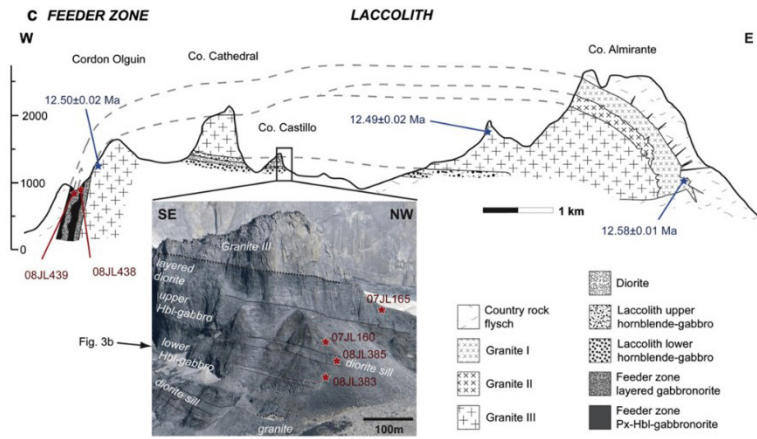 C FEEDER ZONE LACCOLITH
W E
Cordon Olguin Co. Cathedral Co. Almirante
12.50±0.02 Ma
2000
Co. Castillo
12.49±0.02 Ma
1000
0
1 km
12.58±0.01 Ma
08JL439
08JL438
SE NW
Granite III
layered
diorite
upper
Hbl-gabbro
07JL165
07JL160
lower
Hbl-gabbro
08JL385
diorite sill
08JL383
diorite sill
granite
100m
Fig. 3b
Country rock
flysch
Granite I
Granite II
Granite III
Diorite
Laccolith upper
hornblende-gabbro
Laccolith lower
hornblende-gabbro
Feeder zone
layered gabbronorite
Feeder zone
Px-Hbl-gabbronorite